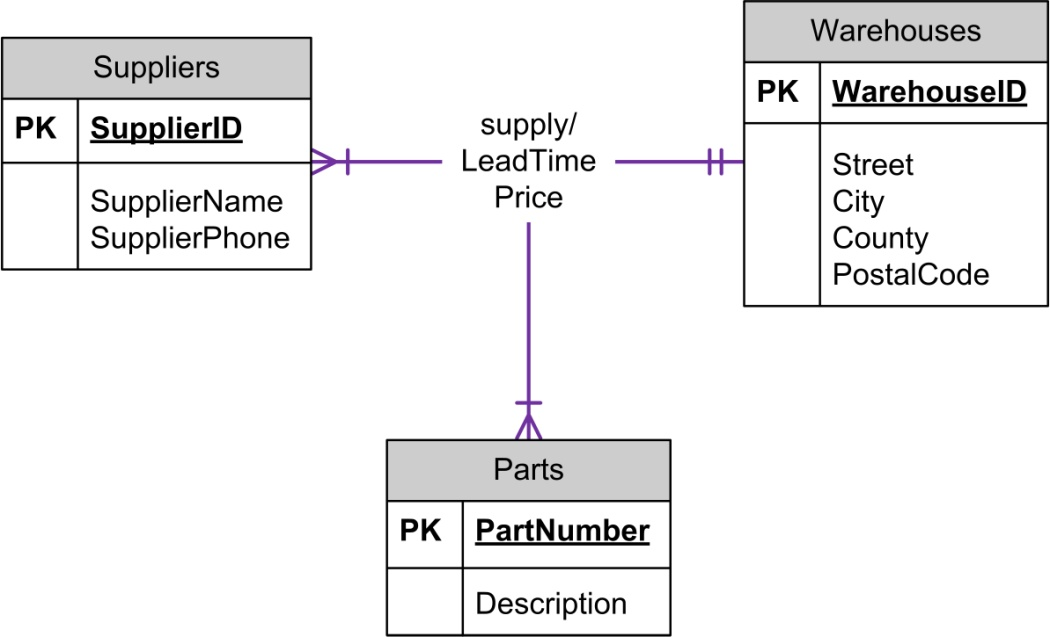 Suppliers
PK SupplierID
SupplierName
SupplierPhone
supply/
LeadTime
Price
Warehouses
PK WarehouseID
Street
City
County
PostalCode
Parts
PK PartNumber
Description